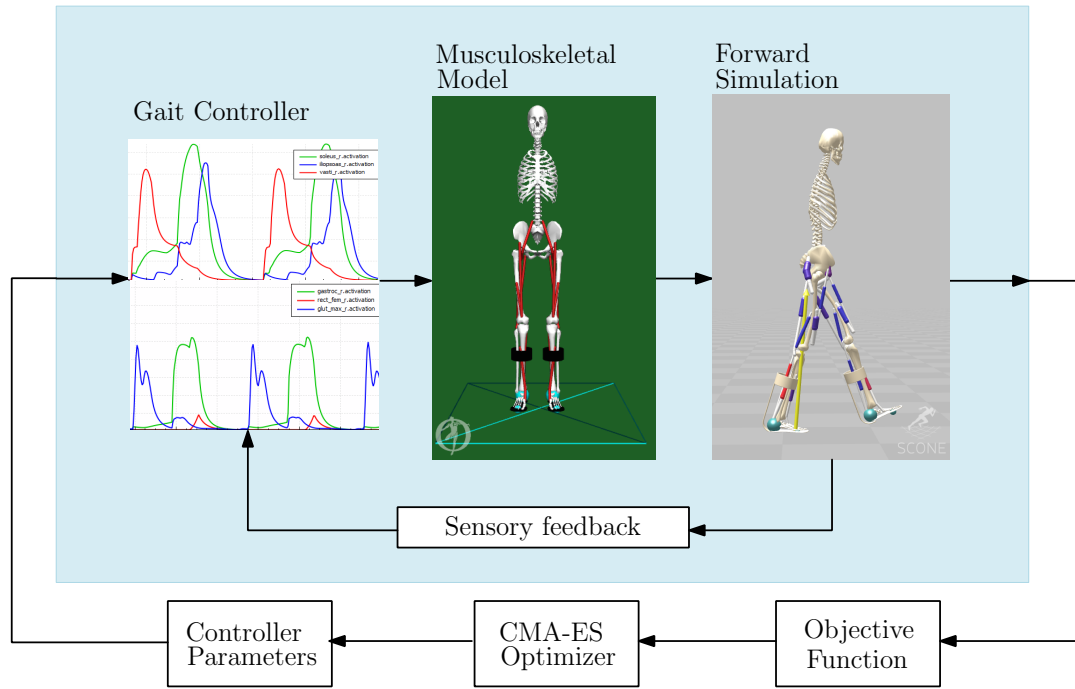 Musculoskeletal
Model
Forward
Simulation
Gait Controller
soleus_r.activation
iliopsoas_r.activation
vasti_r.activation
gastroc_r.activation
rect_fem_r.activation
glut_max_r.activation
SCONE
Sensory feedback
Controller
Parameters
CMA-ES
Optimizer
Objective
Function